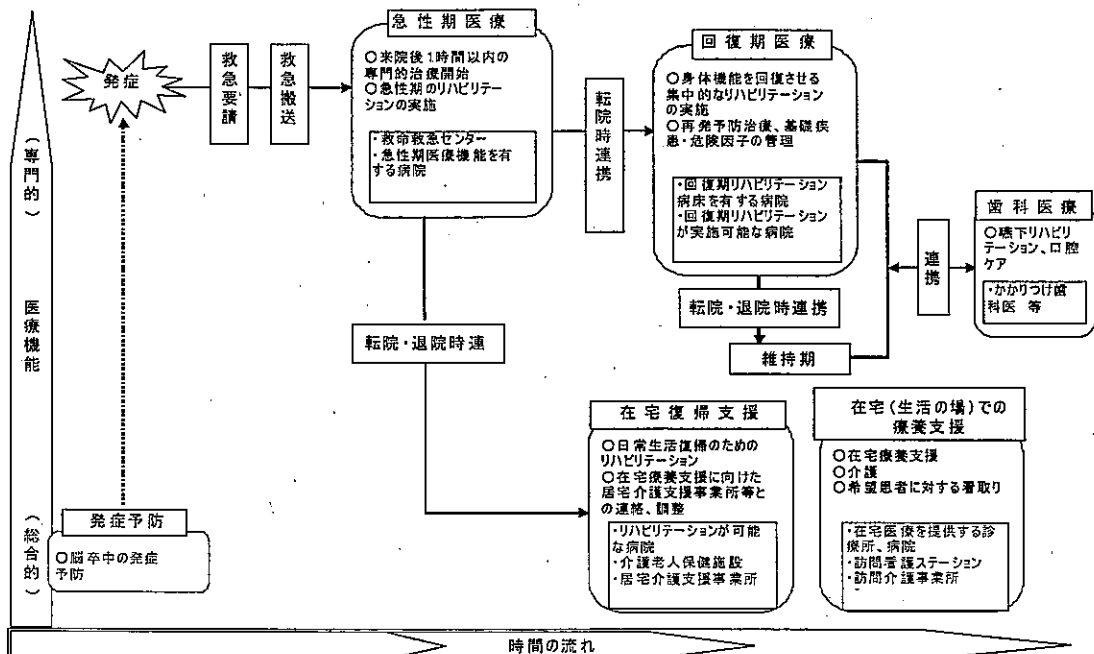 急性期医療
○来院後1時間以内の
専門的治療開始
○急性期のリハビリテー
ションの実施
・救命救急センター
・急性期医療機能を有
する病院
回復期医療
○身体機能を回復させる
集中的なリハビリテーション
の実施
○再発予防治療、基礎疾
患・危険因子の管理
・回復期リハビリテーション
病床を有する病院
・回復期リハビリテーション
が実施可能な病院
発症
救急要請
救急搬送
転院時連携
歯科医療
○嚥下リハビリ
テーション、口腔
ケア
・かかりつけ歯
科医 等
連携
転院・退院時連携
維持期
転院・退院時連
在宅復帰支援
○日常生活復帰のための
リハビリテーション
○在宅療養支援に向けた
居宅介護支援事業所等と
の連絡、調整
・リハビリテーションが可能
な病院
・介護老人保健施設
・居宅介護支援事業所
在宅(生活の場)での
療養支援
○在宅療養支援
○介護
○希望患者に対する看取り
・在宅医療を提供する診
療所、病院
・訪問看護ステーション
・訪問介護事業所
発症予防
○脳卒中の発症
予防
(専門的)
医療機能
(総合的)
時間の流れ